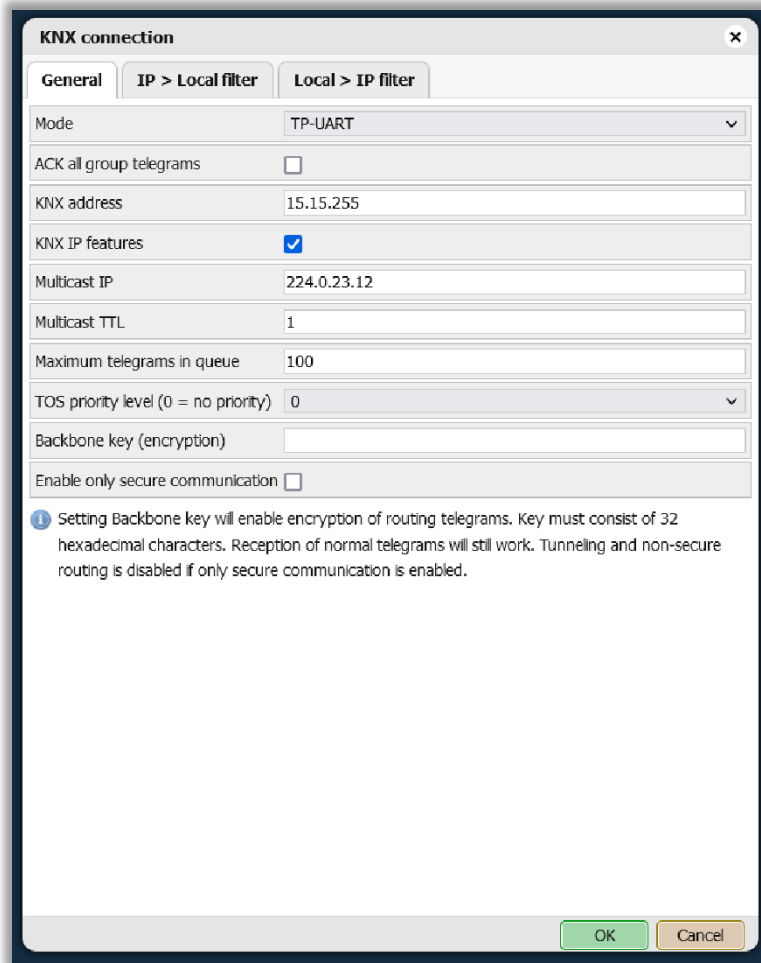 KNX connection
General IP > Local filter Local > IP filter
Mode TP-UART
ACK all group telegrams
KNX address 15.15.255
KNX IP features
Multicast IP 224.0.23.12
Multicast TTL 1
Maximum telegrams in queue 100
TOS priority level (0 = no priority) 0
Backbone key (encryption)
Enable only secure communication
Setting Backbone key will enable encryption of routing telegrams. Key must consist of 32
hexadecimal characters. Reception of normal telegrams will still work. Tunneling and non-secure
routing is disabled if only secure communication is enabled.
OK Cancel